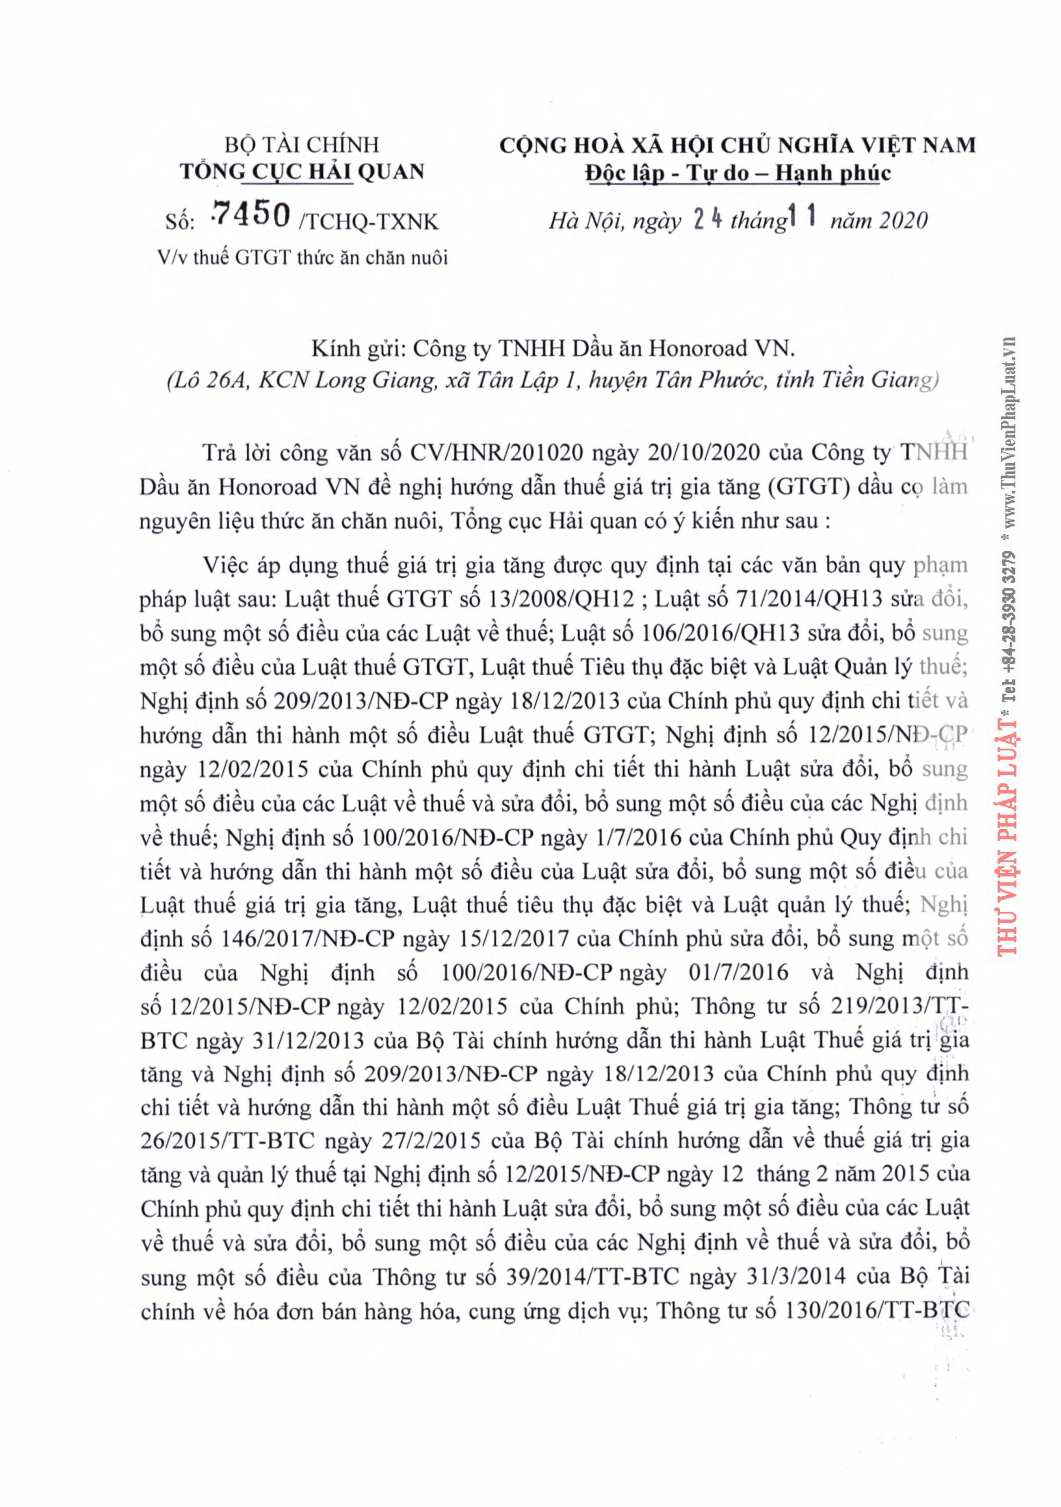 BỘ TÀI CHÍNH
TỔNG CỤC HẢI QUAN
Số: 7450 /TCHQ-TXNK
V/v thuế GTGT thức ăn chăn nuôi
CỘNG HOÀ XÃ HỘI CHỦ NGHĨA VIỆT NAM
Độc lập - Tự do – Hạnh phúc
Hà Nội, ngày 24 tháng 11 năm 2020
Kính gửi: Công ty TNHH Dầu ăn Honoroad VN.
(Lô 26A, KCN Long Giang, xã Tân Lập 1, huyện Tân Phước, tỉnh Tiền Giang)
Trả lời công văn số CV/HNR/201020 ngày 20/10/2020 của Công ty TNHH
Dầu ăn Honoroad VN đề nghị hướng dẫn thuế giá trị gia tăng (GTGT) dầu cọ làm
nguyên liệu thức ăn chăn nuôi, Tổng cục Hải quan có ý kiến như sau :
Việc áp dụng thuế giá trị gia tăng được quy định tại các văn bản quy phạm
pháp luật sau: Luật thuế GTGT số 13/2008/QH12 ; Luật số 71/2014/QH13 sửa đổi,
bổ sung một số điều của các Luật về thuế; Luật số 106/2016/QH13 sửa đổi, bổ sung
một số điều của Luật thuế GTGT, Luật thuế Tiêu thụ đặc biệt và Luật Quản lý thuế;
Nghị định số 209/2013/NĐ-CP ngày 18/12/2013 của Chính phủ quy định chi tiết và
hướng dẫn thi hành một số điều Luật thuế GTGT; Nghị định số 12/2015/NĐ-CP
ngày 12/02/2015 của Chính phủ quy định chi tiết thi hành Luật sửa đổi, bổ sung
một số điều của các Luật về thuế và sửa đổi, bổ sung một số điều của các Nghị định
về thuế; Nghị định số 100/2016/NĐ-CP ngày 1/7/2016 của Chính phủ Quy định chi
tiết và hướng dẫn thi hành một số điều của Luật sửa đổi, bổ sung một số điều của
Luật thuế giá trị gia tăng, Luật thuế tiêu thụ đặc biệt và Luật quản lý thuế; Nghị
định số 146/2017/NĐ-CP ngày 15/12/2017 của Chính phủ sửa đổi, bổ sung một số
điều của Nghị định số 100/2016/NĐ-CP ngày 01/7/2016 và Nghị định
số 12/2015/NĐ-CP ngày 12/02/2015 của Chính phủ; Thông tư số 219/2013/TT-
BTC ngày 31/12/2013 của Bộ Tài chính hướng dẫn thi hành Luật Thuế giá trị gia
tăng và Nghị định số 209/2013/NĐ-CP ngày 18/12/2013 của Chính phủ quy định
chi tiết và hướng dẫn thi hành một số điều Luật Thuế giá trị gia tăng; Thông tư số
26/2015/TT-BTC ngày 27/2/2015 của Bộ Tài chính hướng dẫn về thuế giá trị gia
tăng và quản lý thuế tại Nghị định số 12/2015/NĐ-CP ngày 12 tháng 2 năm 2015 của
Chính phủ quy định chi tiết thi hành Luật sửa đổi, bổ sung một số điều của các Luật
về thuế và sửa đổi, bổ sung một số điều của các Nghị định về thuế và sửa đổi, bổ
sung một số điều của Thông tư số 39/2014/TT-BTC ngày 31/3/2014 của Bộ Tài
chính về hóa đơn bán hàng hóa, cung ứng dịch vụ; Thông tư số 130/2016/TT-BTC
THƯ VIỆN PHÁP LUẬT * Tel: +84-28-3930 3279 * www.ThuVienPhapLuat.vn